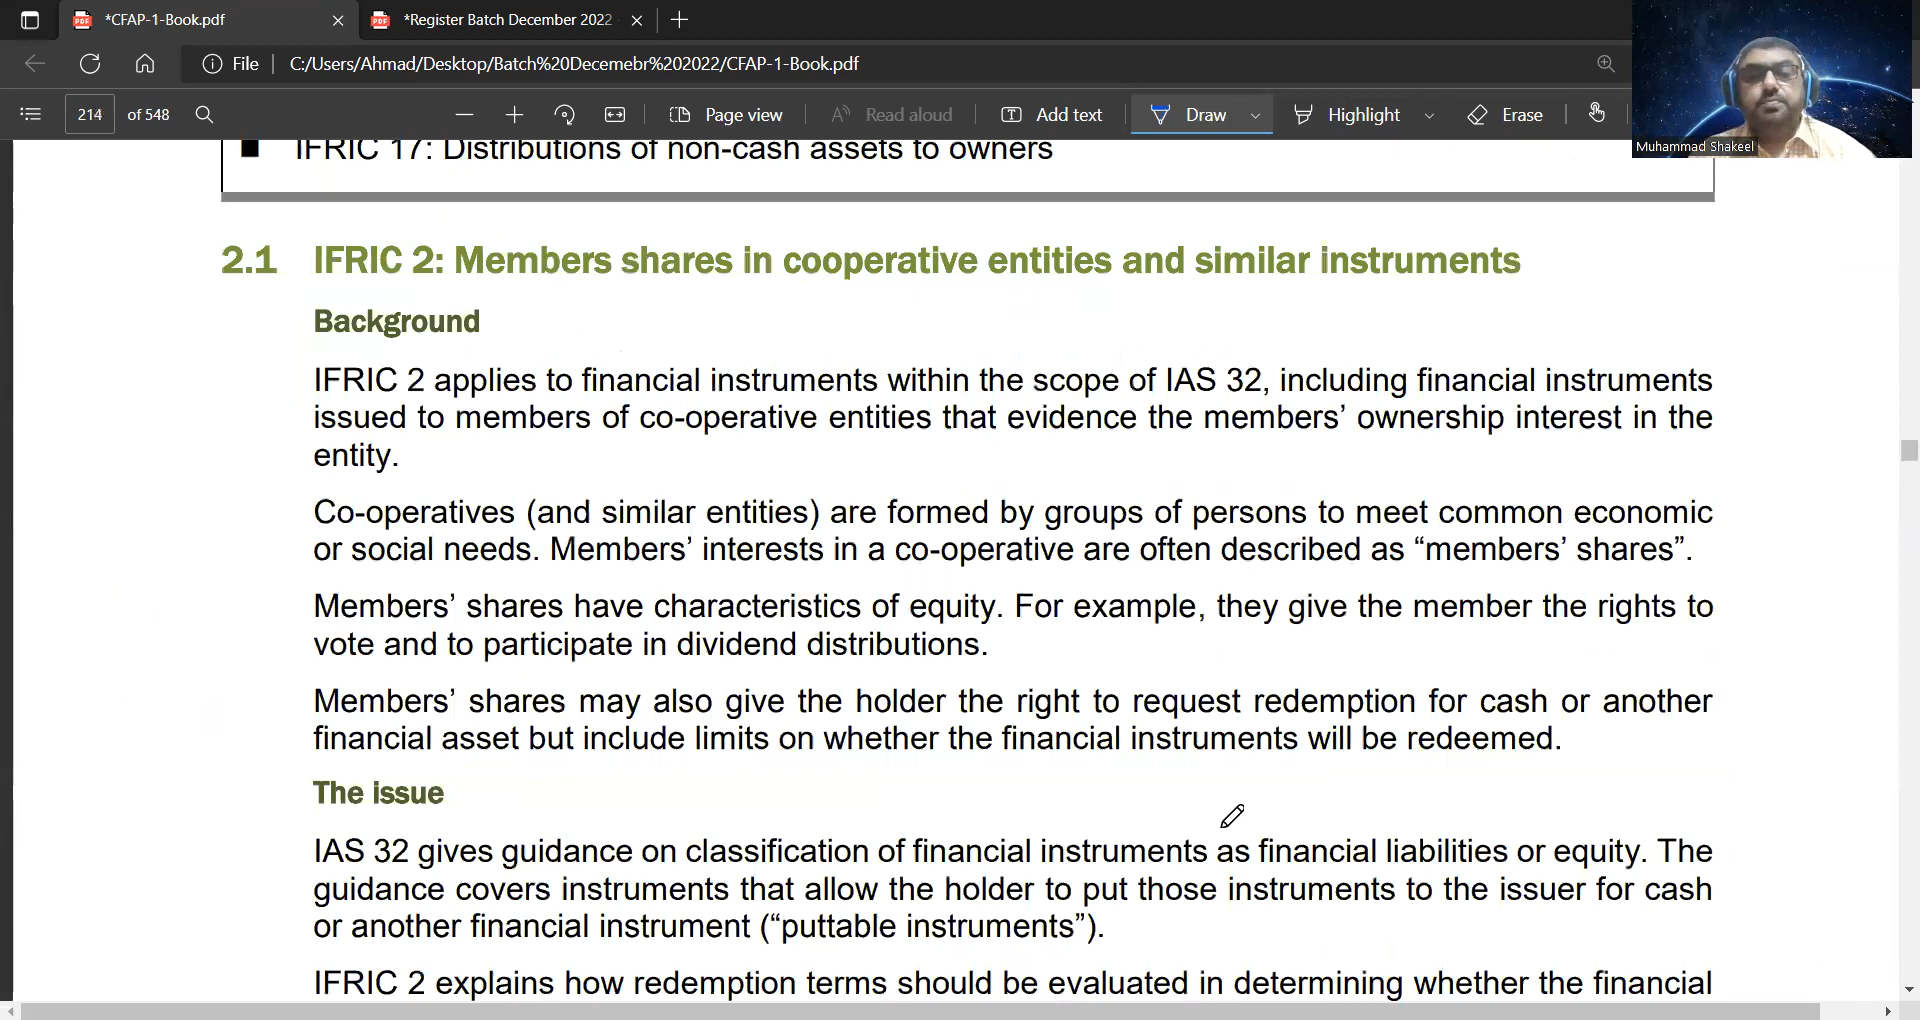 *CFAP-1-Book.pdf
*Register Batch December 2022
File
C:/Users/Ahmad/Desktop/Batch%20Decemebr%202022/CFAP-1-Book.pdf
214 of 548
Page view
Read aloud
Add text
Draw
Highlight
Erase
Muhammad Shakeel
IFRIC 17: Distributions of non-cash assets to owners
2.1 IFRIC 2: Members shares in cooperative entities and similar instruments
Background
IFRIC 2 applies to financial instruments within the scope of IAS 32, including financial instruments
issued to members of co-operative entities that evidence the members’ ownership interest in the
entity.
Co-operatives (and similar entities) are formed by groups of persons to meet common economic
or social needs. Members’ interests in a co-operative are often described as “members’ shares”.
Members’ shares have characteristics of equity. For example, they give the member the rights to
vote and to participate in dividend distributions.
Members’ shares may also give the holder the right to request redemption for cash or another
financial asset but include limits on whether the financial instruments will be redeemed.
The issue
IAS 32 gives guidance on classification of financial instruments as financial liabilities or equity. The
guidance covers instruments that allow the holder to put those instruments to the issuer for cash
or another financial instrument (“puttable instruments”).
IFRIC 2 explains how redemption terms should be evaluated in determining whether the financial